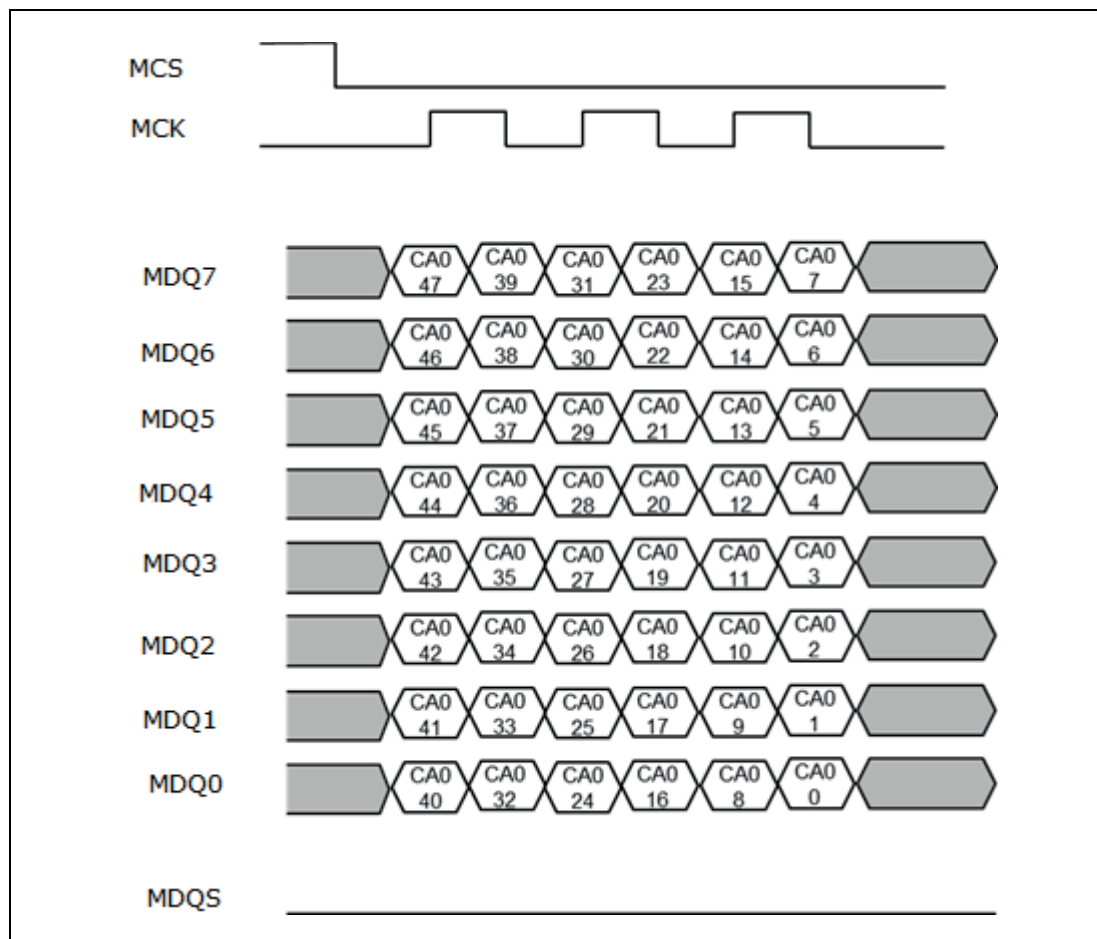 MCS
MCK
MDQ7 CA0 CA0 CA0 CA0 CA0 CA0
47 39 31 23 15 7
MDQ6 CA0 CA0 CA0 CA0 CA0 CA0
46 38 30 22 14 6
MDQ5 CA0 CA0 CA0 CA0 CA0 CA0
45 37 29 21 13 5
MDQ4 CA0 CA0 CA0 CA0 CA0 CA0
44 36 28 20 12 4
MDQ3 CA0 CA0 CA0 CA0 CA0 CA0
43 35 27 19 11 3
MDQ2 CA0 CA0 CA0 CA0 CA0 CA0
42 34 26 18 10 2
MDQ1 CA0 CA0 CA0 CA0 CA0 CA0
41 33 25 17 9 1
MDQ0 CA0 CA0 CA0 CA0 CA0 CA0
40 32 24 16 8 0
MDQS